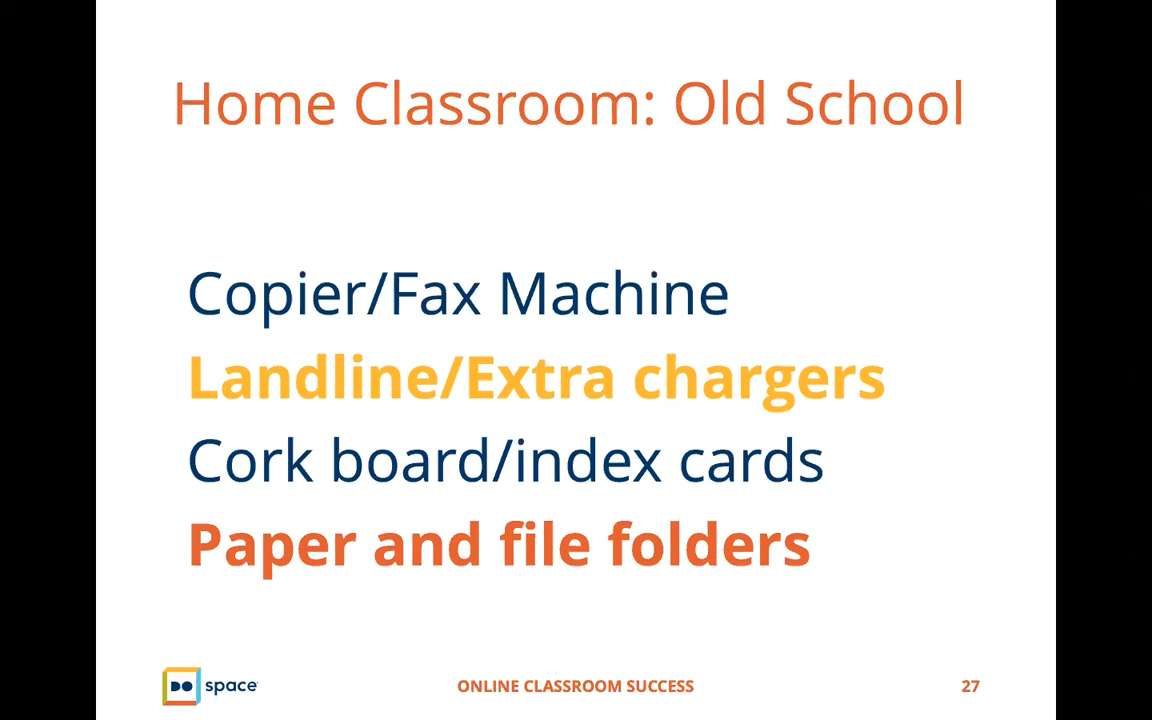 Home Classroom: Old School
Copier/Fax Machine
Landline/Extra chargers
Cork board/index cards
Paper and file folders
DO space
ONLINE CLASSROOM SUCCESS
27